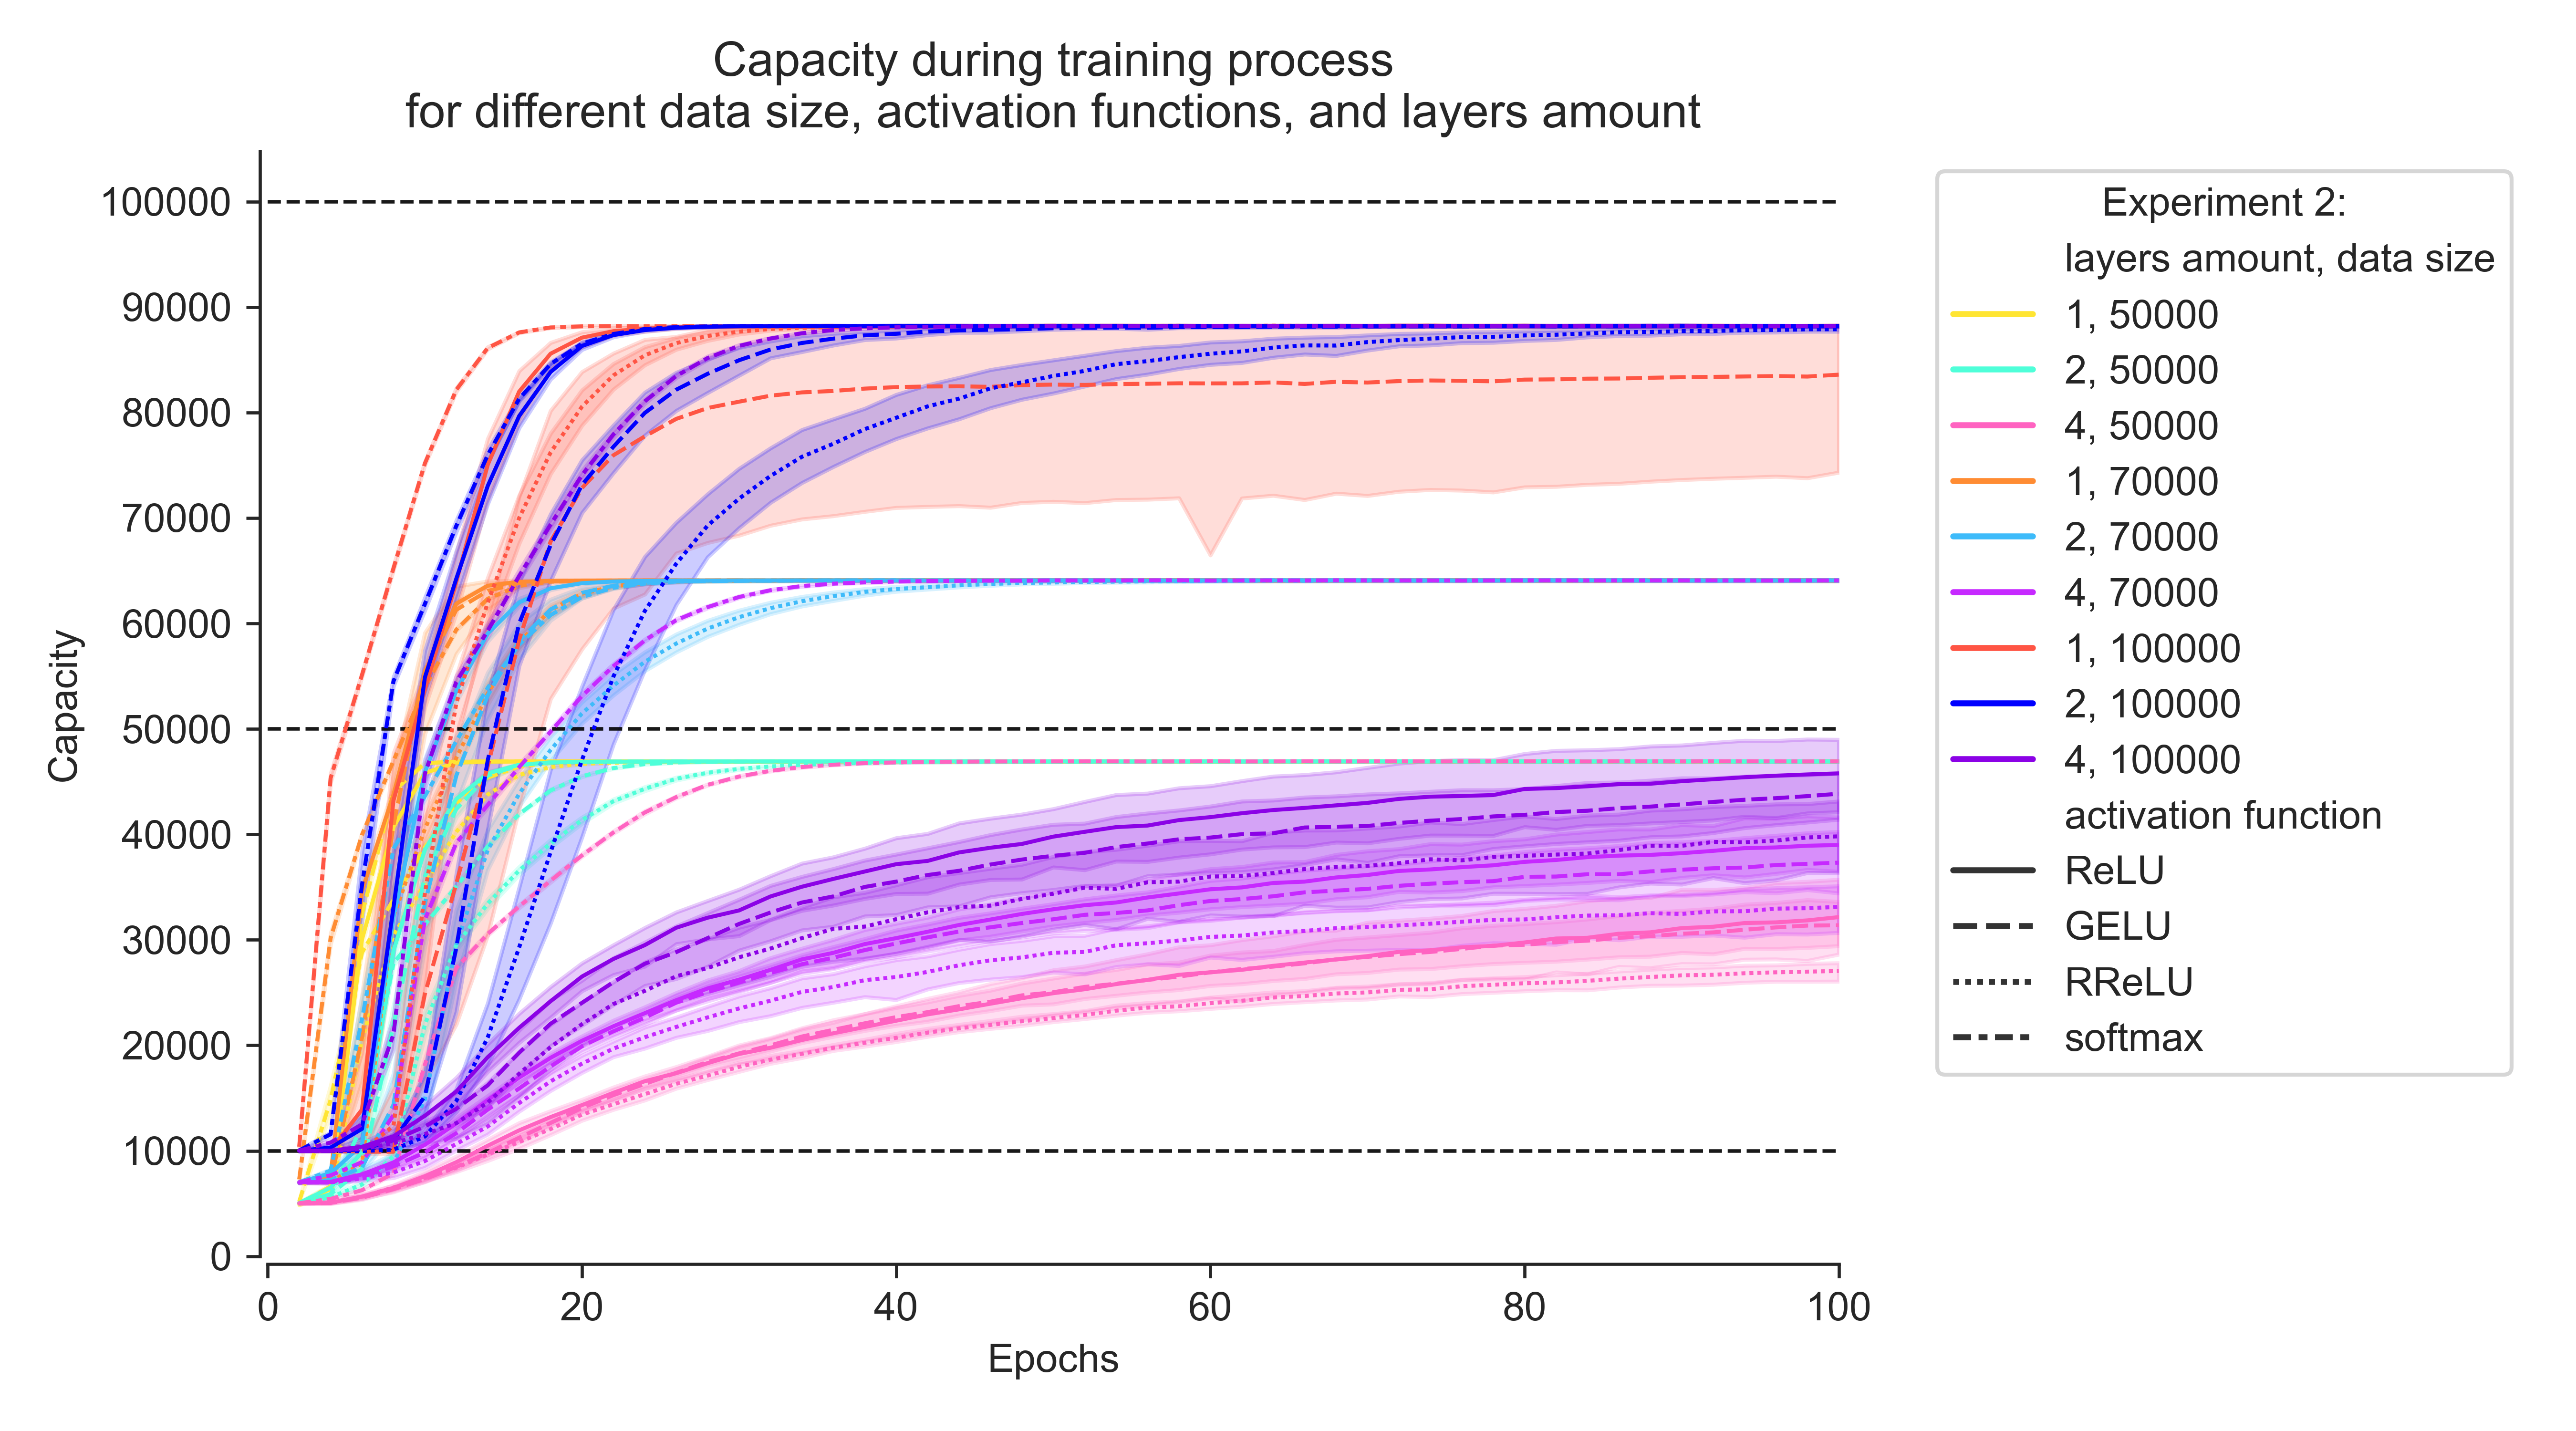 Capacity during training process
for different data size, activation functions, and layers amount
100000
90000
80000
70000
60000
50000
40000
30000
20000
10000
0
Capacity
0 20 40 60 80 100
Epochs
Experiment 2:
layers amount, data size
1, 50000
2, 50000
4, 50000
1, 70000
2, 70000
4, 70000
1, 100000
2, 100000
4, 100000
activation function
ReLU
GELU
RReLU
softmax